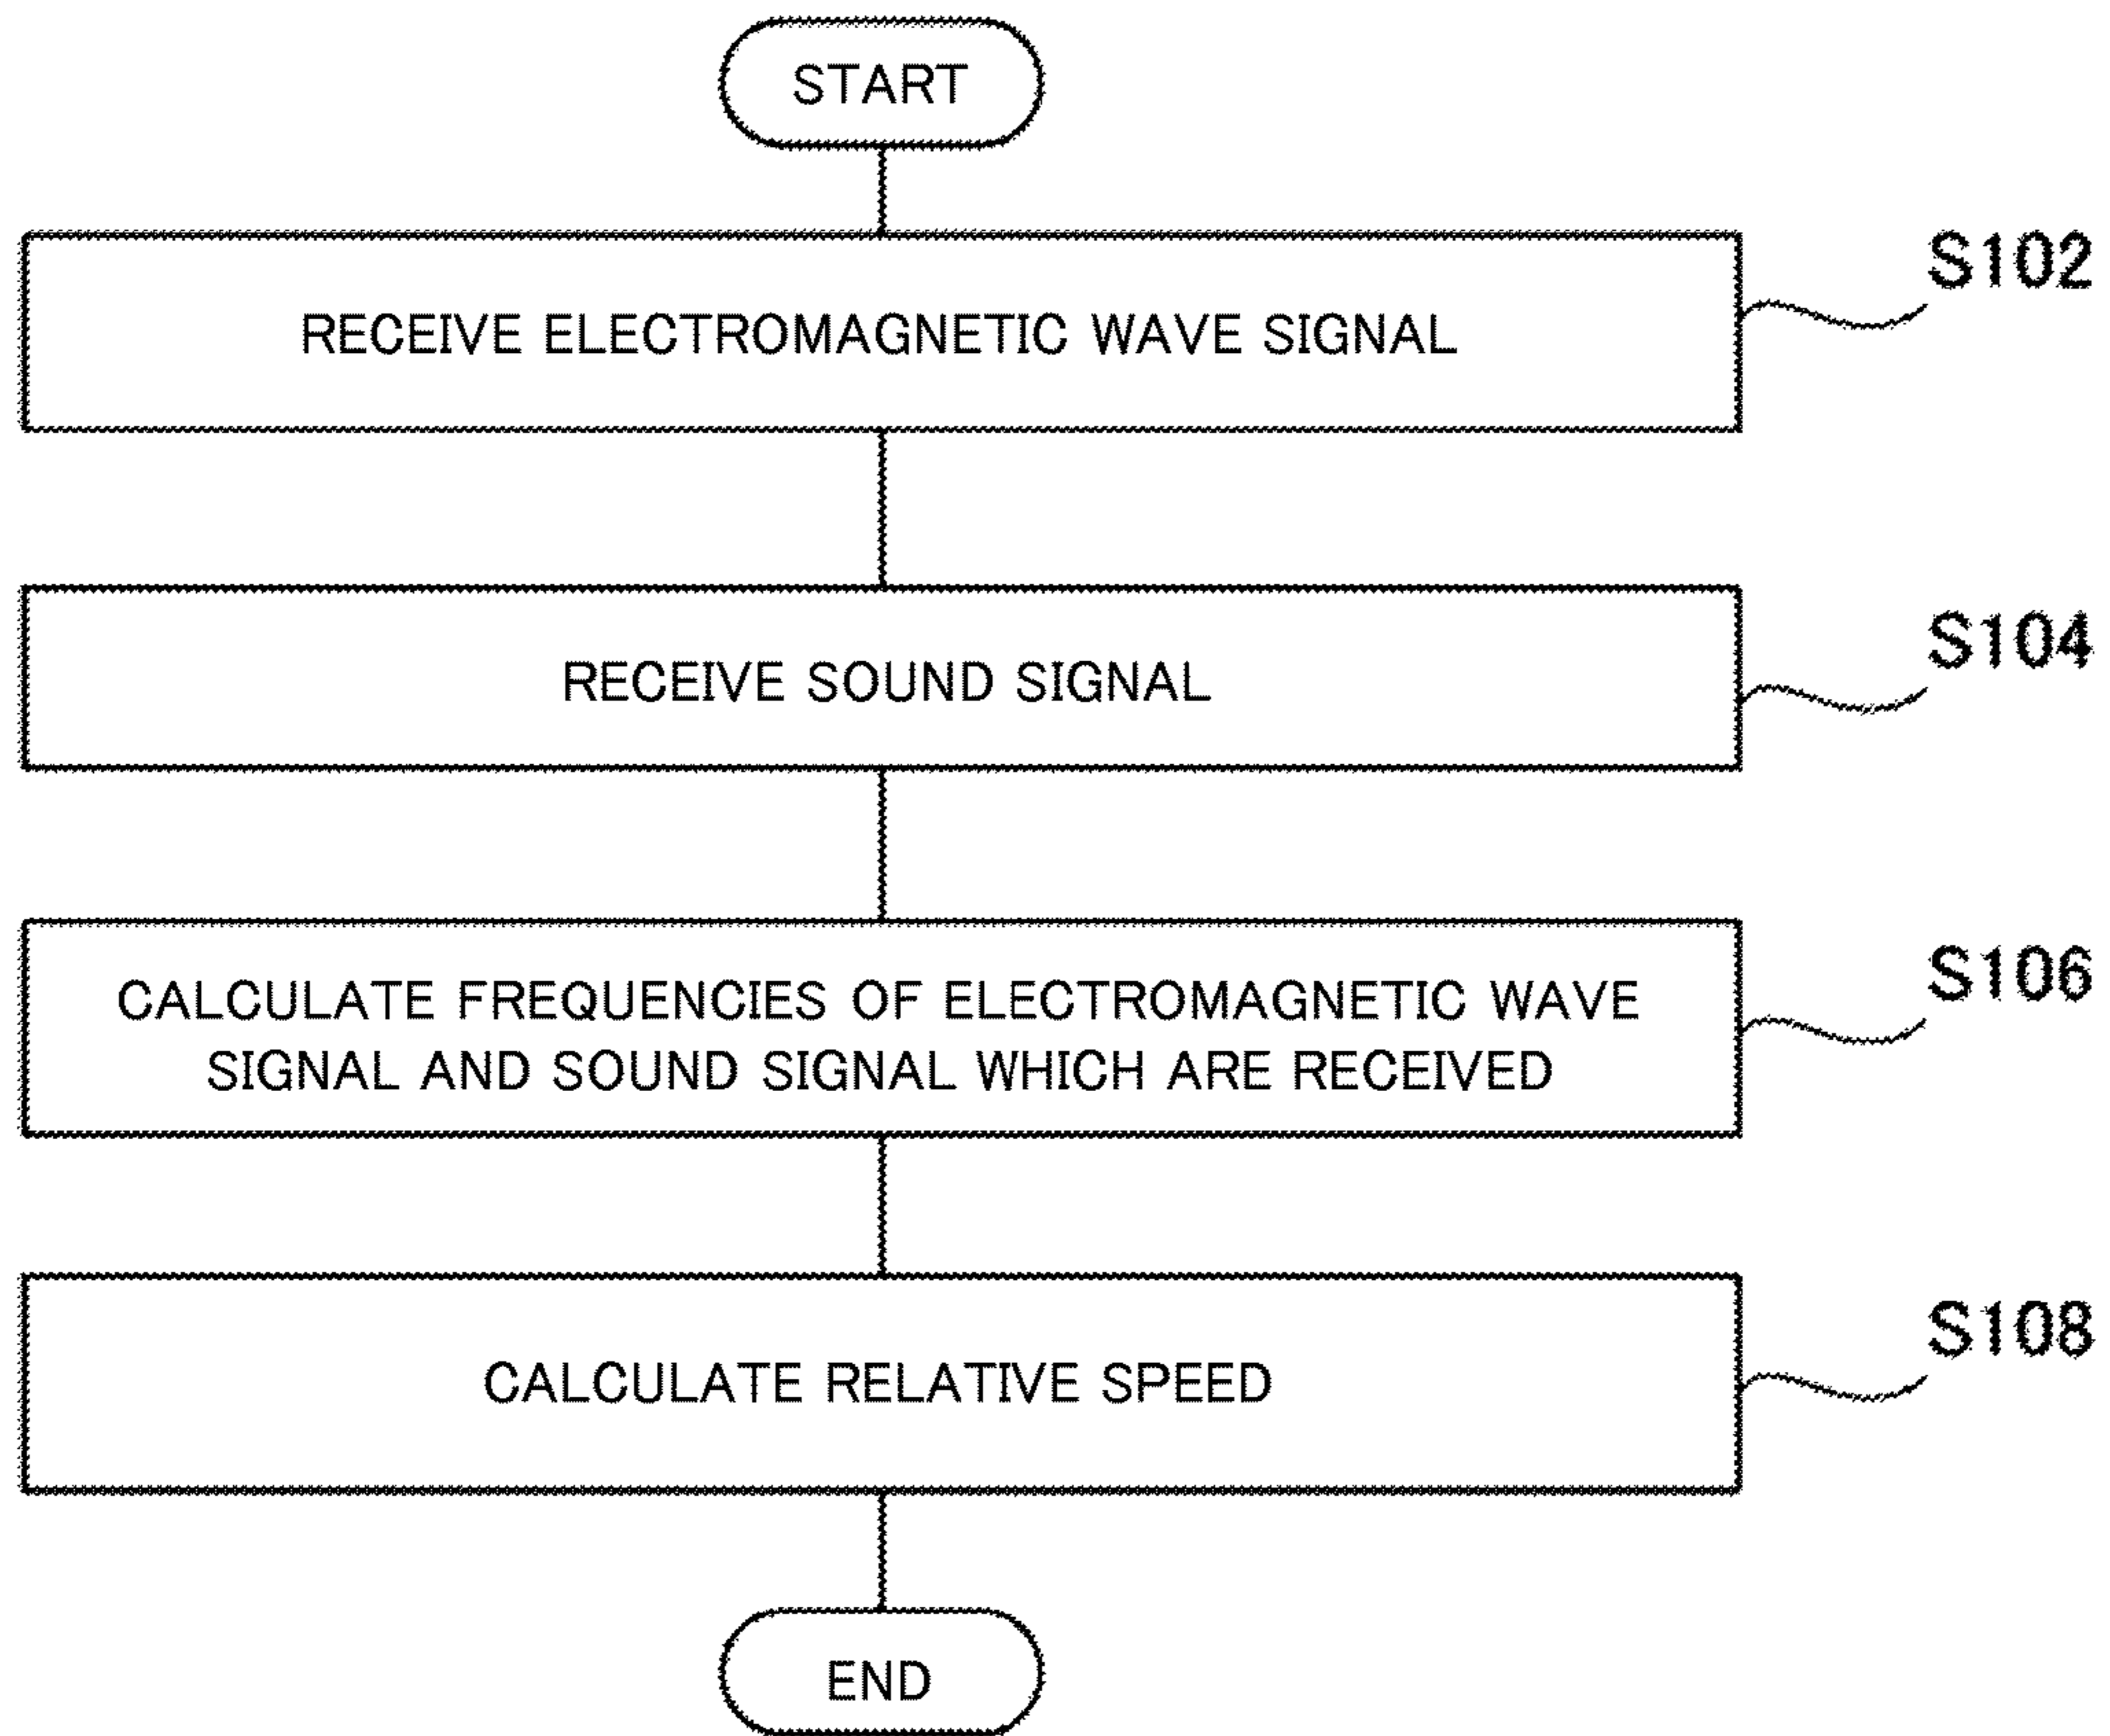 START
RECEIVE ELECTROMAGNETIC WAVE SIGNAL
S102
RECEIVE SOUND SIGNAL
S104
CALCULATE FREQUENCIES OF ELECTROMAGNETIC WAVE
SIGNAL AND SOUND SIGNAL WHICH ARE RECEIVED
S106
CALCULATE RELATIVE SPEED
S108
END